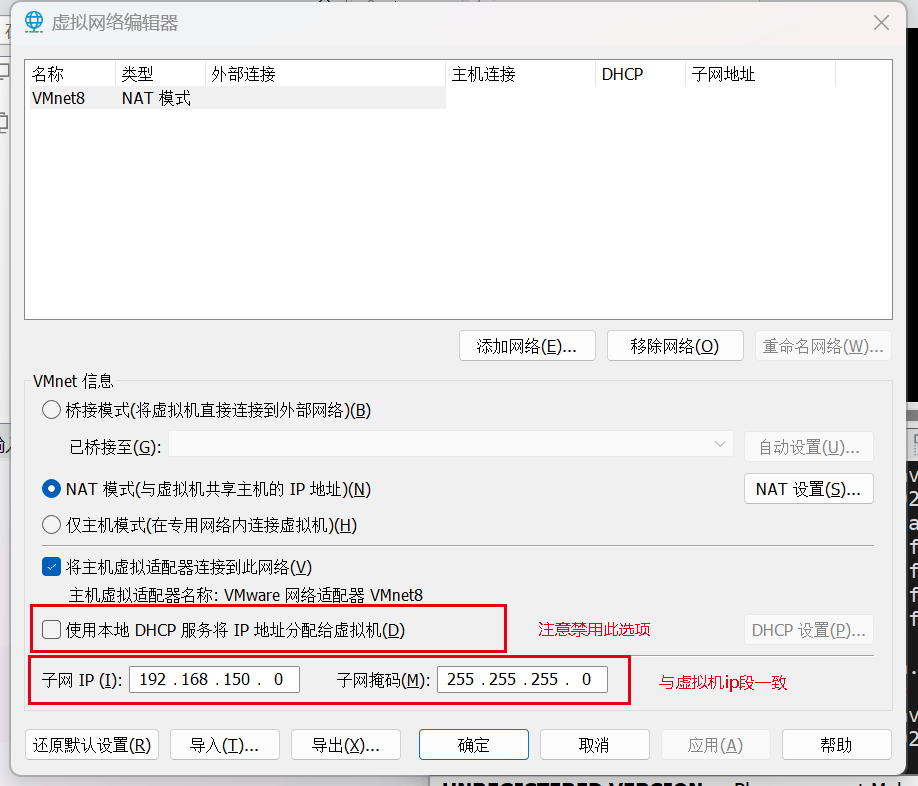 虚拟网络编辑器
名称 类型 外部连接 主机连接 DHCP 子网地址
VMnet8 NAT 模式
添加网络(E)... 移除网络(O) 重命名网络(W)...
VMnet 信息
桥接模式(将虚拟机直接连接到外部网络)(B)
已桥接至(G): 自动设置(U)...
NAT 模式(与虚拟机共享主机的 IP 地址)(N) NAT 设置(S)...
仅主机模式(在专用网络内连接虚拟机)(H)
将主机虚拟适配器连接到此网络(V)
主机虚拟适配器名称: VMware 网络适配器 VMnet8
使用本地 DHCP 服务将 IP 地址分配给虚拟机(D) 注意禁用此选项 DHCP 设置(P)...
子网 IP (I): 192 . 168 . 150 . 0 子网掩码(M): 255 . 255 . 255 . 0 与虚拟机ip段一致
还原默认设置(R) 导入(T)... 导出(X)... 确定 取消 应用(A) 帮助